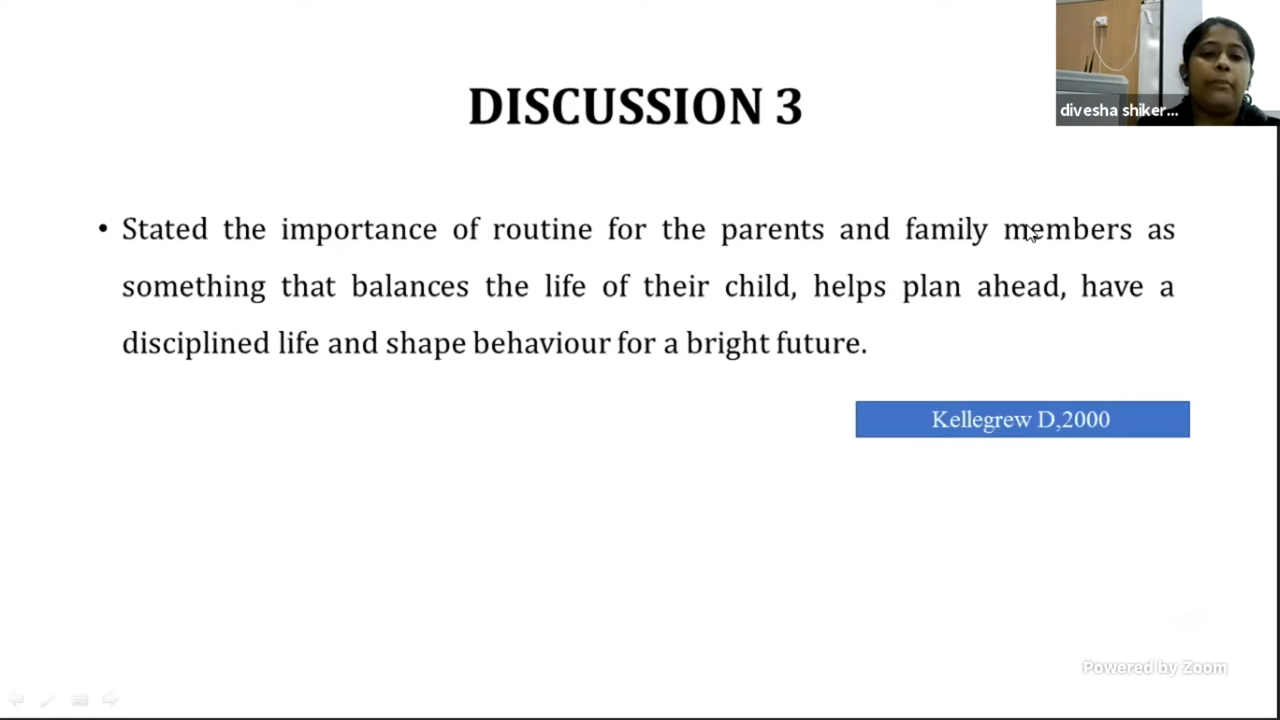 divesha shiker...
DISCUSSION 3
• Stated the importance of routine for the parents and family members as
something that balances the life of their child, helps plan ahead, have a
disciplined life and shape behaviour for a bright future.
Kellegrew D,2000
Powered by Zoom